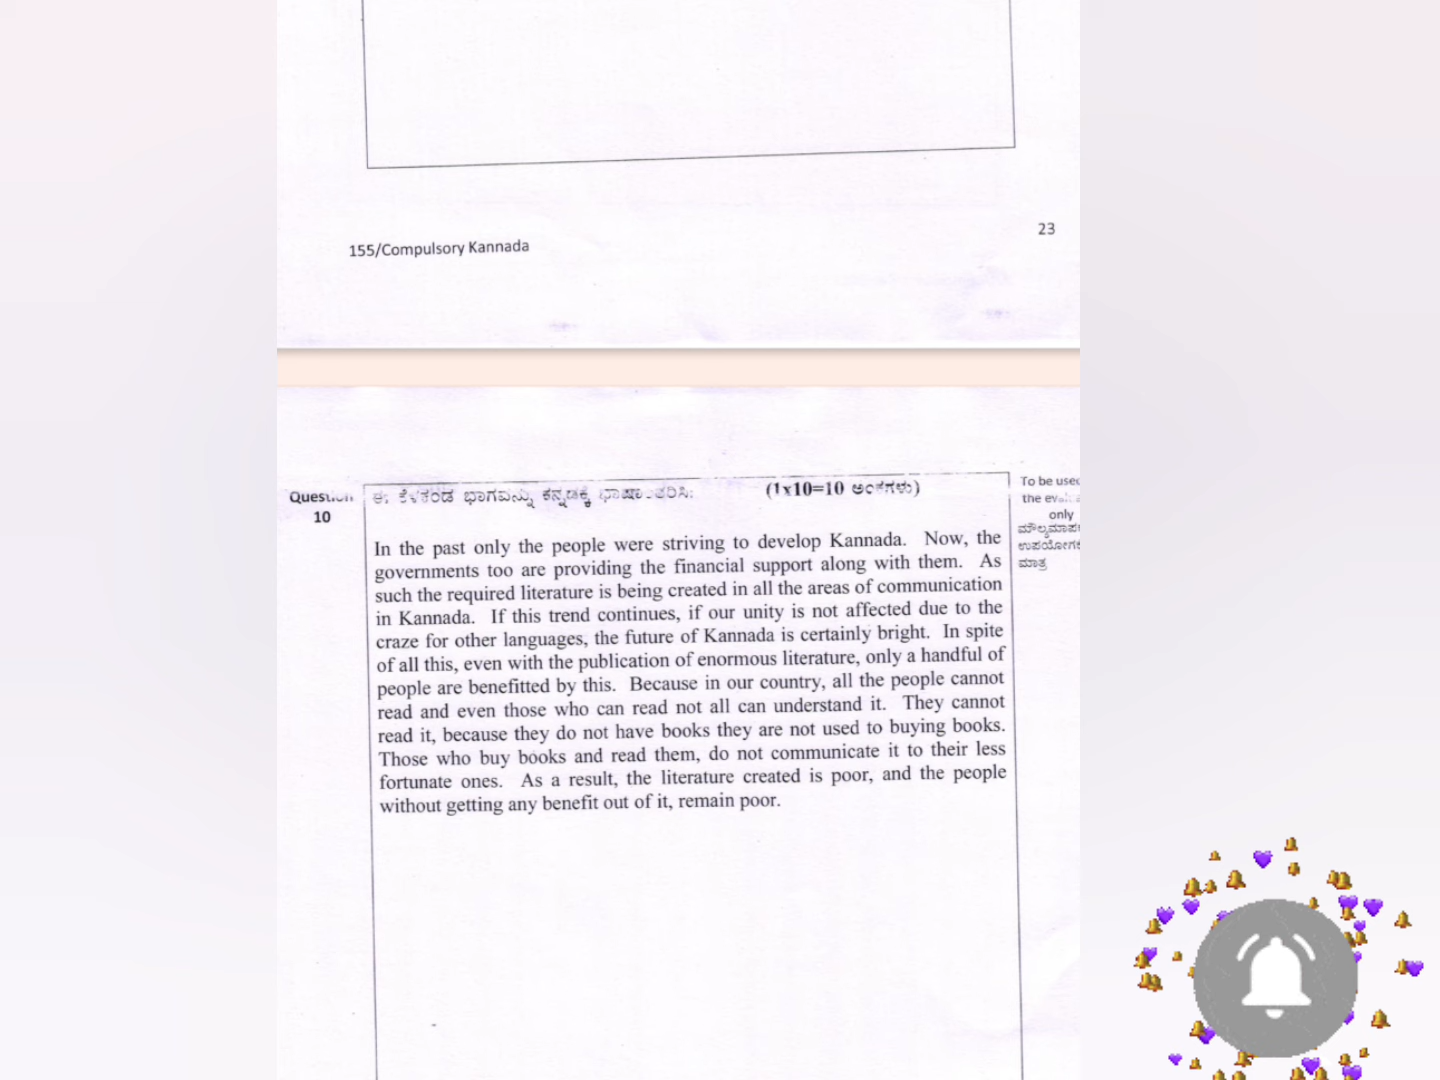 155/Compulsory Kannada
23
Question
10
ಈ ಕೆಳಕಂಡ ಭಾಗವನ್ನು ಕನ್ನಡಕ್ಕೆ ಭಾಷಾಂತರಿಸಿ:
(1x10=10 ಅಂಕಗಳು)
To be used
the
only
ಉಪಯೋಗ
ಮಾತ್ರ
In the past only the people were striving to develop Kannada. Now, the
governments too are providing the financial support along with them. As
such the required literature is being created in all the areas of communication
in Kannada. If this trend continues, if our unity is not affected due to the
craze for other languages, the future of Kannada is certainly bright. In spite
of all this, even with the publication of enormous literature, only a handful of
people are benefitted by this. Because in our country, all the people cannot
read and even those who can read not all can understand it. They cannot
read it, because they do not have books they are not used to buying books.
Those who buy books and read them, do not communicate it to their less
fortunate ones. As a result, the literature created is poor, and the people
without getting any benefit out of it, remain poor.